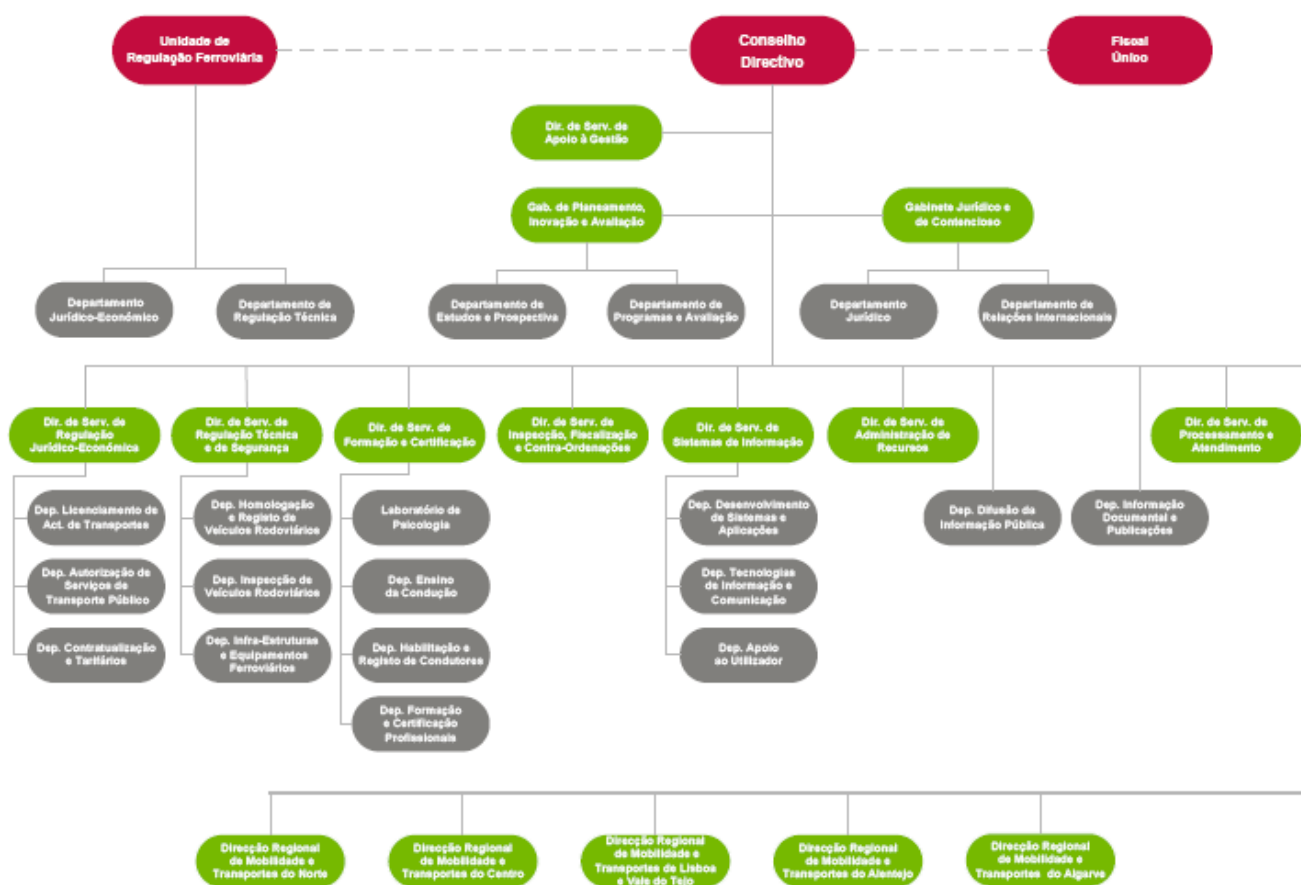 Unidade de
Regulação Ferroviária
Conselho
Directivo
Fiscal
Único
Dir. de Serv. de
Apoio à Gestão
Gab. de Planeamento,
Inovação e Avaliação
Gabinete Jurídico e
de Contencioso
Departamento
Jurídico-Económico
Departamento de
Regulação Técnica
Departamento de
Estudos e Prospectiva
Departamento de
Programas e Avaliação
Departamento
Jurídico
Departamento de
Relações Internacionais
Dir. de Serv. de
Regulação
Jurídico-Económica
Dir. de Serv. de
Regulação Técnica
e de Segurança
Dir. de Serv. de
Formação e Certificação
Dir. de Serv. de
Inspecção, Fiscalização
e Contra-Ordenações
Dir. de Serv. de
Sistemas de Informação
Dir. de Serv. de
Administração de
Recursos
Dir. de Serv. de
Processamento e
Atendimento
Dep. Licenciamento de
Act. de Transportes
Dep. Homologação
e Registo de
Veículos Rodoviários
Laboratório de
Psicologia
Dep. Desenvolvimento
de Sistemas e
Aplicações
Dep. Difusão da
Informação Pública
Dep. Informação
Documental e
Publicações
Dep. Autorização de
Serviços de
Transporte Público
Dep. Inspecção de
Veículos Rodoviários
Dep. Ensino
da Condução
Dep. Tecnologias
de Informação e
Comunicação
Dep. Contratualização
e Tarifários
Dep. Infra-Estruturas
e Equipamentos
Ferroviários
Dep. Habilitação e
Registo de Condutores
Dep. Apoio
ao Utilizador
Dep. Formação
e Certificação
Profissionais
Direcção Regional
de Mobilidade e
Transportes do Norte
Direcção Regional
de Mobilidade e
Transportes do Centro
Direcção Regional
de Mobilidade e
Transportes de Lisboa
e Vale do Tejo
Direcção Regional
de Mobilidade e
Transportes do Alentejo
Direcção Regional
de Mobilidade e
Transportes do Algarve